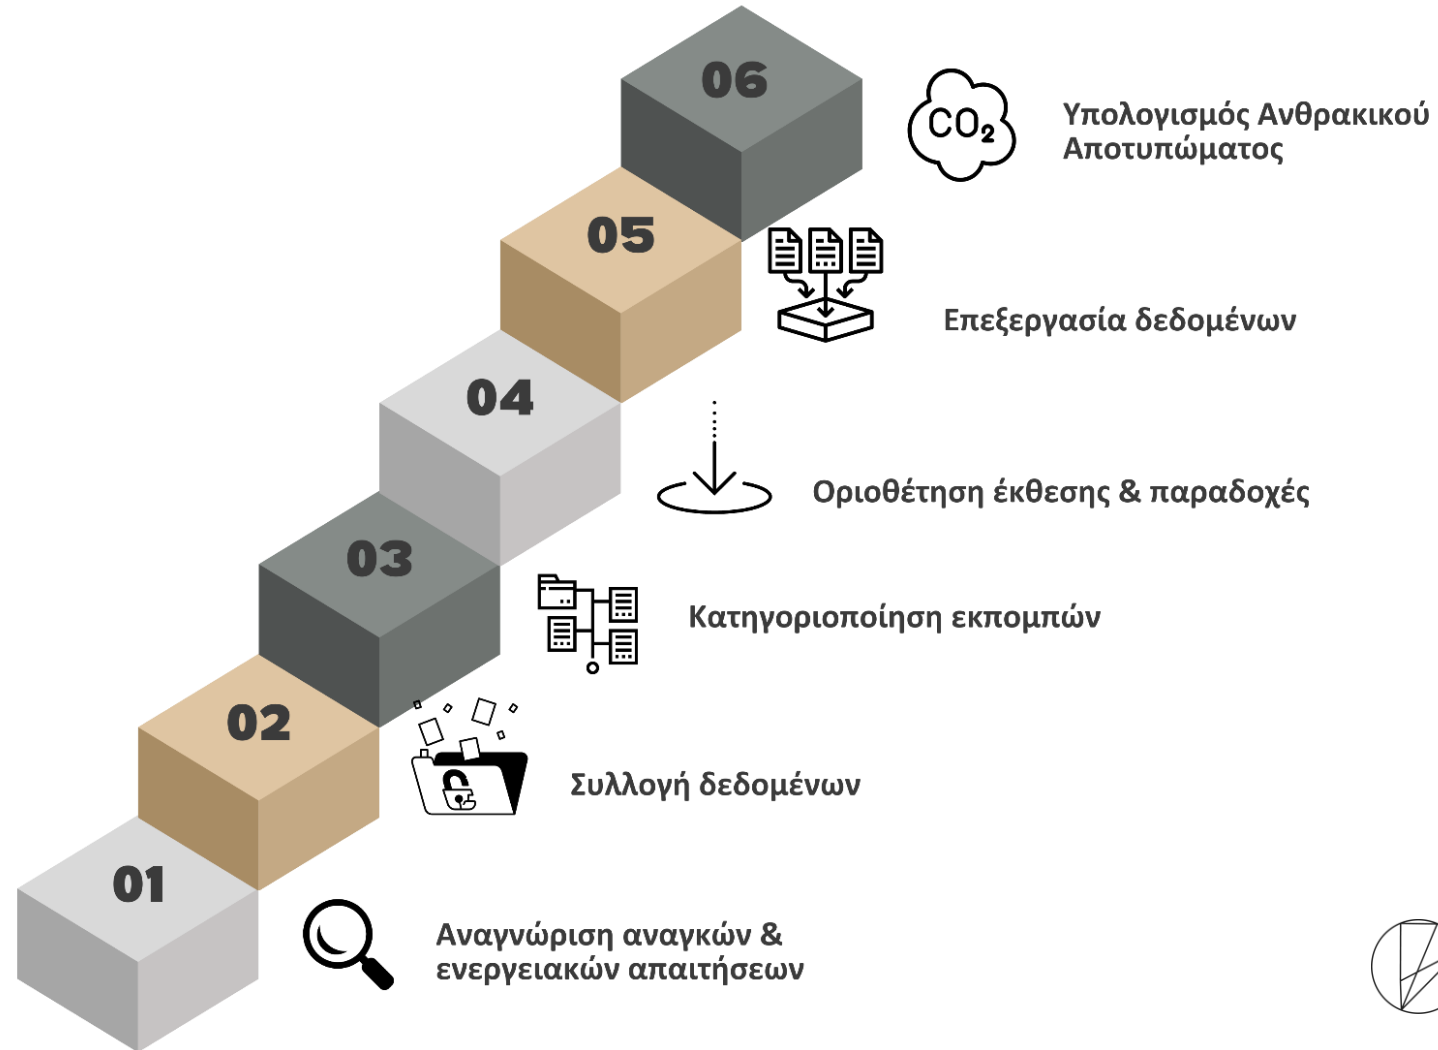 06
CO₂
Υπολογισμός Ανθρακικού
Αποτυπώματος
05
Επεξεργασία δεδομένων
04
Οριοθέτηση έκθεσης & παραδοχές
03
Κατηγοριοποίηση εκπομπών
02
Συλλογή δεδομένων
01
Αναγνώριση αναγκών &
ενεργειακών απαιτήσεων